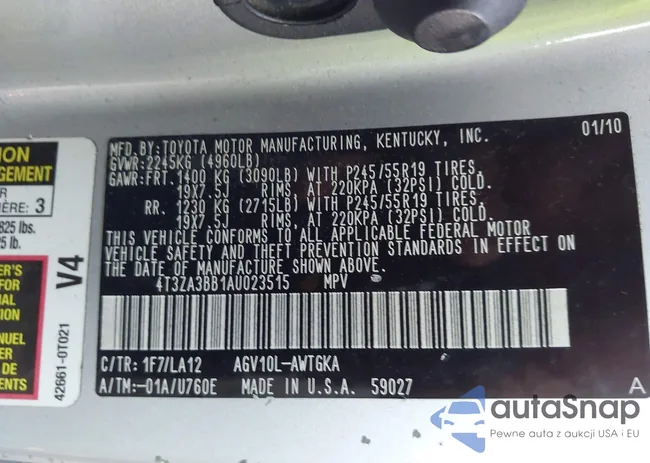 MFD. BY: TOYOTA MOTOR MANUFACTURING, KENTUCKY, INC. 01/10
GVWR: 2245KG (4960LB)
GAWR: FRT. 1400 KG (3090LB) WITH P245/55R19 TIRES,
19X7.5J RIMS, AT 220KPA (32PSI) COLD.
RR. 1230 KG (2715LB) WITH P245/55R19 TIRES,
19X7.5J RIMS, AT 220KPA (32PSI) COLD.
THIS VEHICLE CONFORMS TO ALL APPLICABLE FEDERAL MOTOR
VEHICLE SAFETY AND THEFT PREVENTION STANDARDS IN EFFECT ON
THE DATE OF MANUFACTURE SHOWN ABOVE.
4T3ZA3BB1AU023515 MPV
C/TR: 1F7/LA12 AGV10L-AWTGKA
A/TM:-01A/U760E MADE IN U.S.A. 59027
A
3
825 lbs.
V4
42661-0T021
autoSnap
Pewne auta z aukcji USA i EU